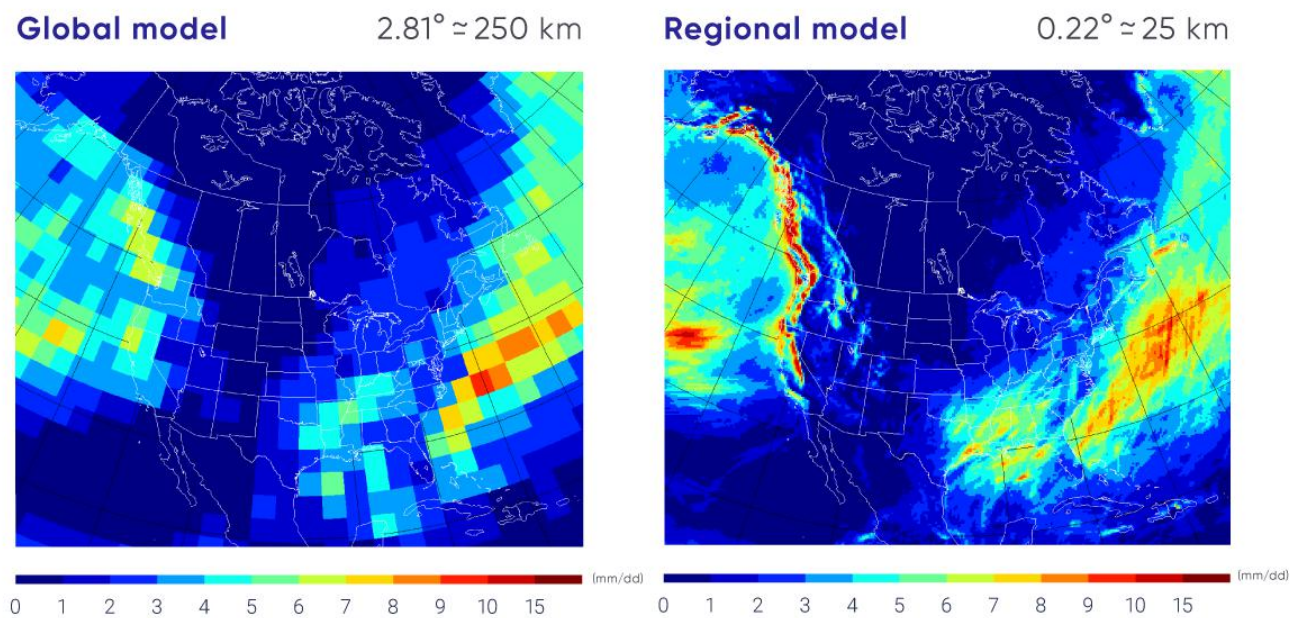 Global model 2.81° ≃ 250 km
Regional model 0.22° ≃ 25 km
0 1 2 3 4 5 6 7 8 9 10 15 (mm/dd)
0 1 2 3 4 5 6 7 8 9 10 15 (mm/dd)